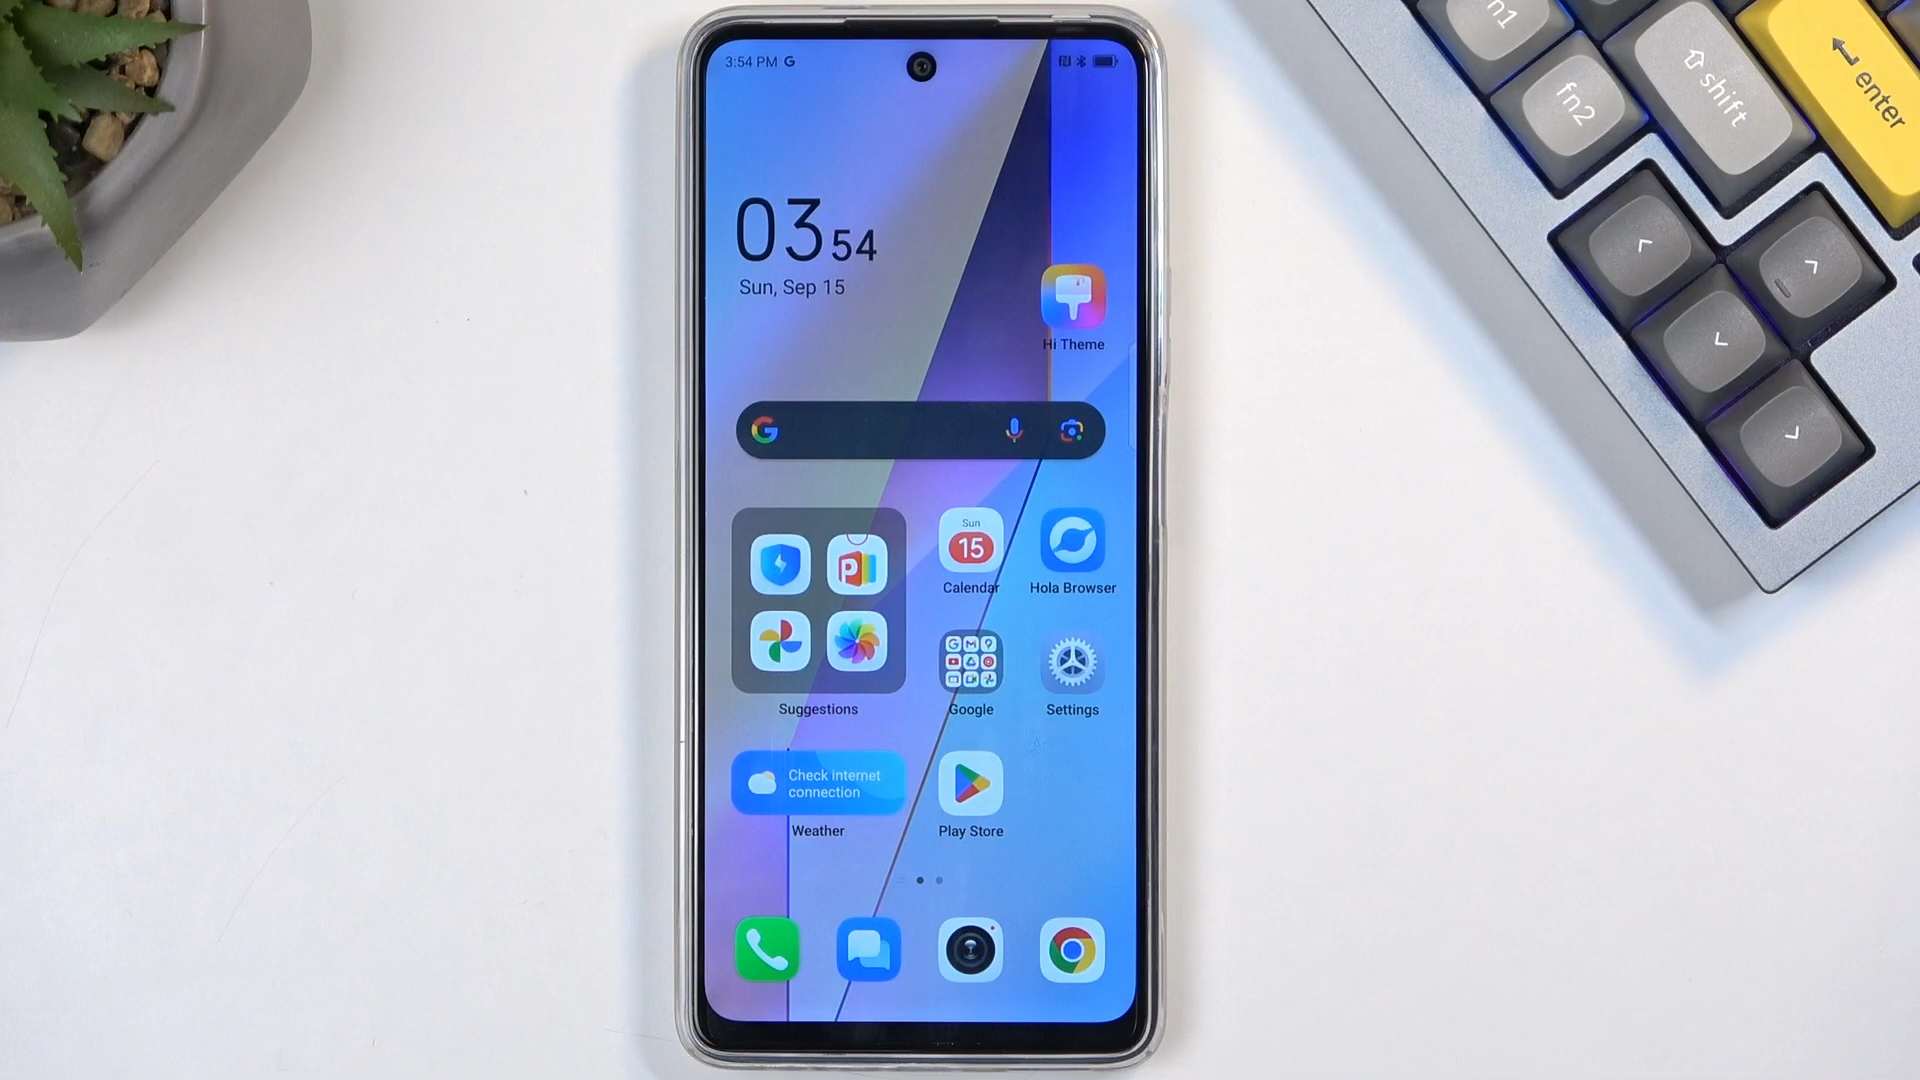 3:54 PM G
03 54
Sun, Sep 15
Hi Theme
G
Sun
15
Calendar
Hola Browser
P
Suggestions
Google
Settings
Check internet
connection
Weather
Play Store
fn1
fn2
shift
enter